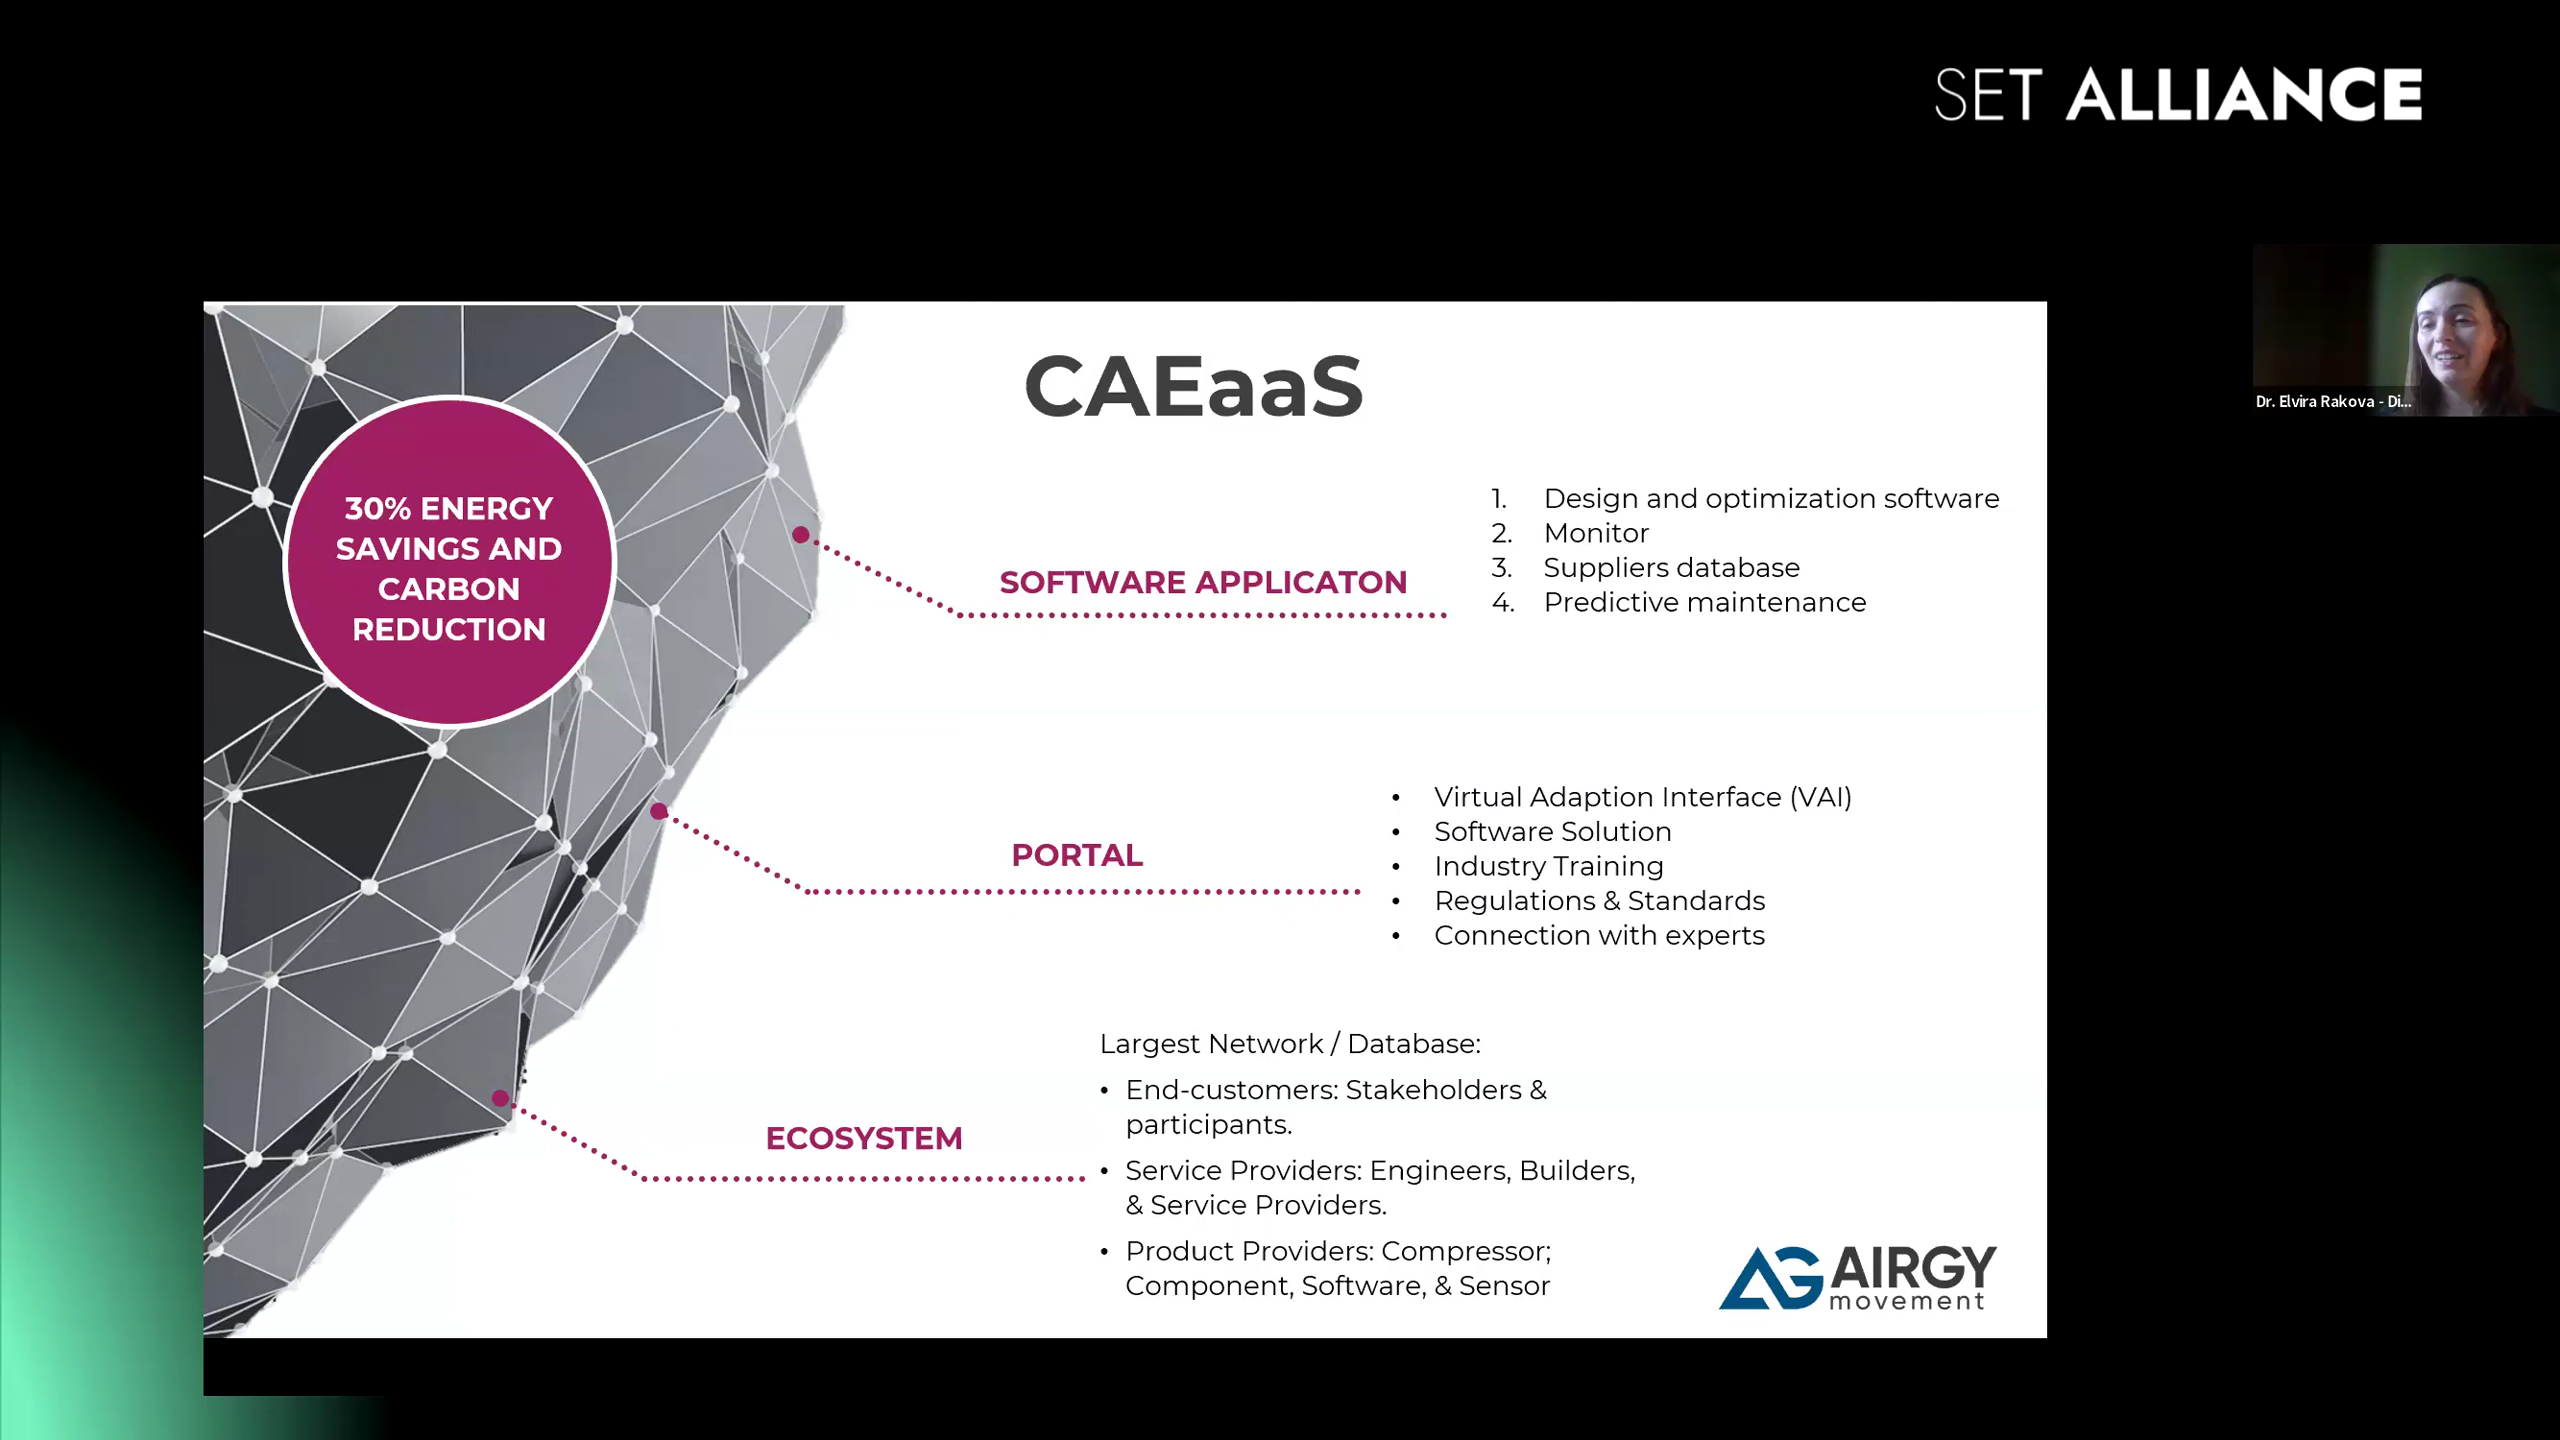 SET ALLIANCE
Dr. Elvira Rakova - Di...
CAEaaS
30% ENERGY
SAVINGS AND
CARBON
REDUCTION
SOFTWARE APPLICATON
1. Design and optimization software
2. Monitor
3. Suppliers database
4. Predictive maintenance
PORTAL
• Virtual Adaption Interface (VAI)
• Software Solution
• Industry Training
• Regulations & Standards
• Connection with experts
ECOSYSTEM
Largest Network / Database:
• End-customers: Stakeholders &
participants.
• Service Providers: Engineers, Builders,
& Service Providers.
• Product Providers: Compressor;
Component, Software, & Sensor
AG AIRGY
movement